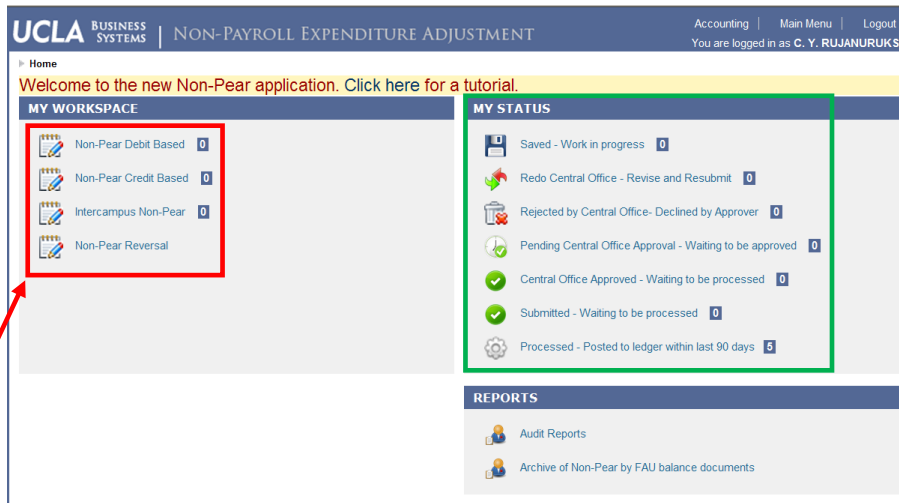 UCLA BUSINESS SYSTEMS | NON-PAYROLL EXPENDITURE ADJUSTMENT
Accounting | Main Menu | Logout
You are logged in as C. Y. RUJANURUKS
Home
Welcome to the new Non-Pear application. Click here for a tutorial.
MY WORKSPACE
Non-Pear Debit Based 0
Non-Pear Credit Based 0
Intercampus Non-Pear 0
Non-Pear Reversal
MY STATUS
Saved - Work in progress 0
Redo Central Office - Revise and Resubmit 0
Rejected by Central Office- Declined by Approver 0
Pending Central Office Approval - Waiting to be approved 0
Central Office Approved - Waiting to be processed 0
Submitted - Waiting to be processed 0
Processed - Posted to ledger within last 90 days 5
REPORTS
Audit Reports
Archive of Non-Pear by FAU balance documents